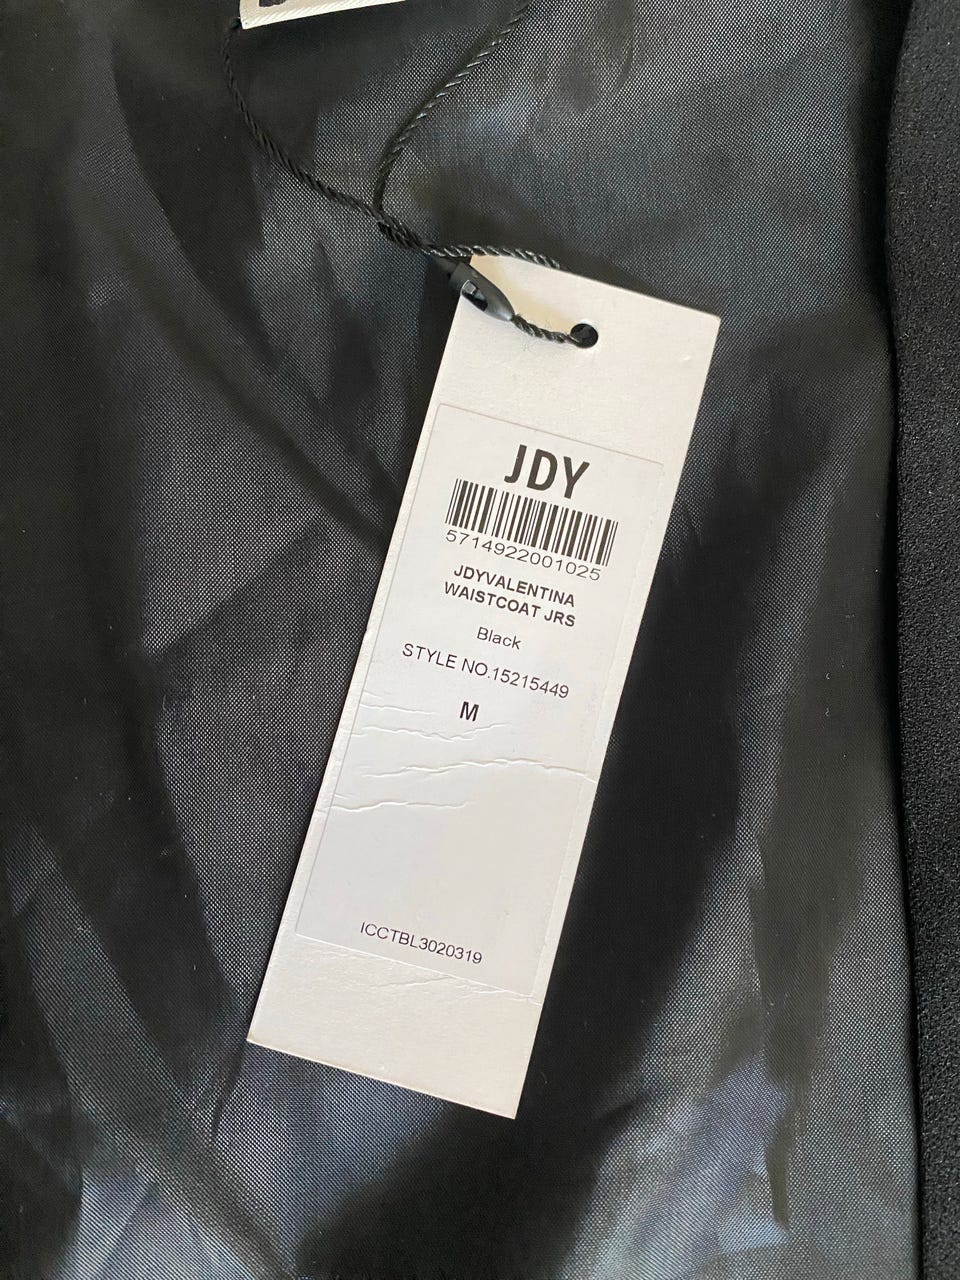 JDY
5714922001025
JDYVALENTINA
WAISTCOAT JRS
Black
STYLE NO.15215449
M
ICCTBL3020319